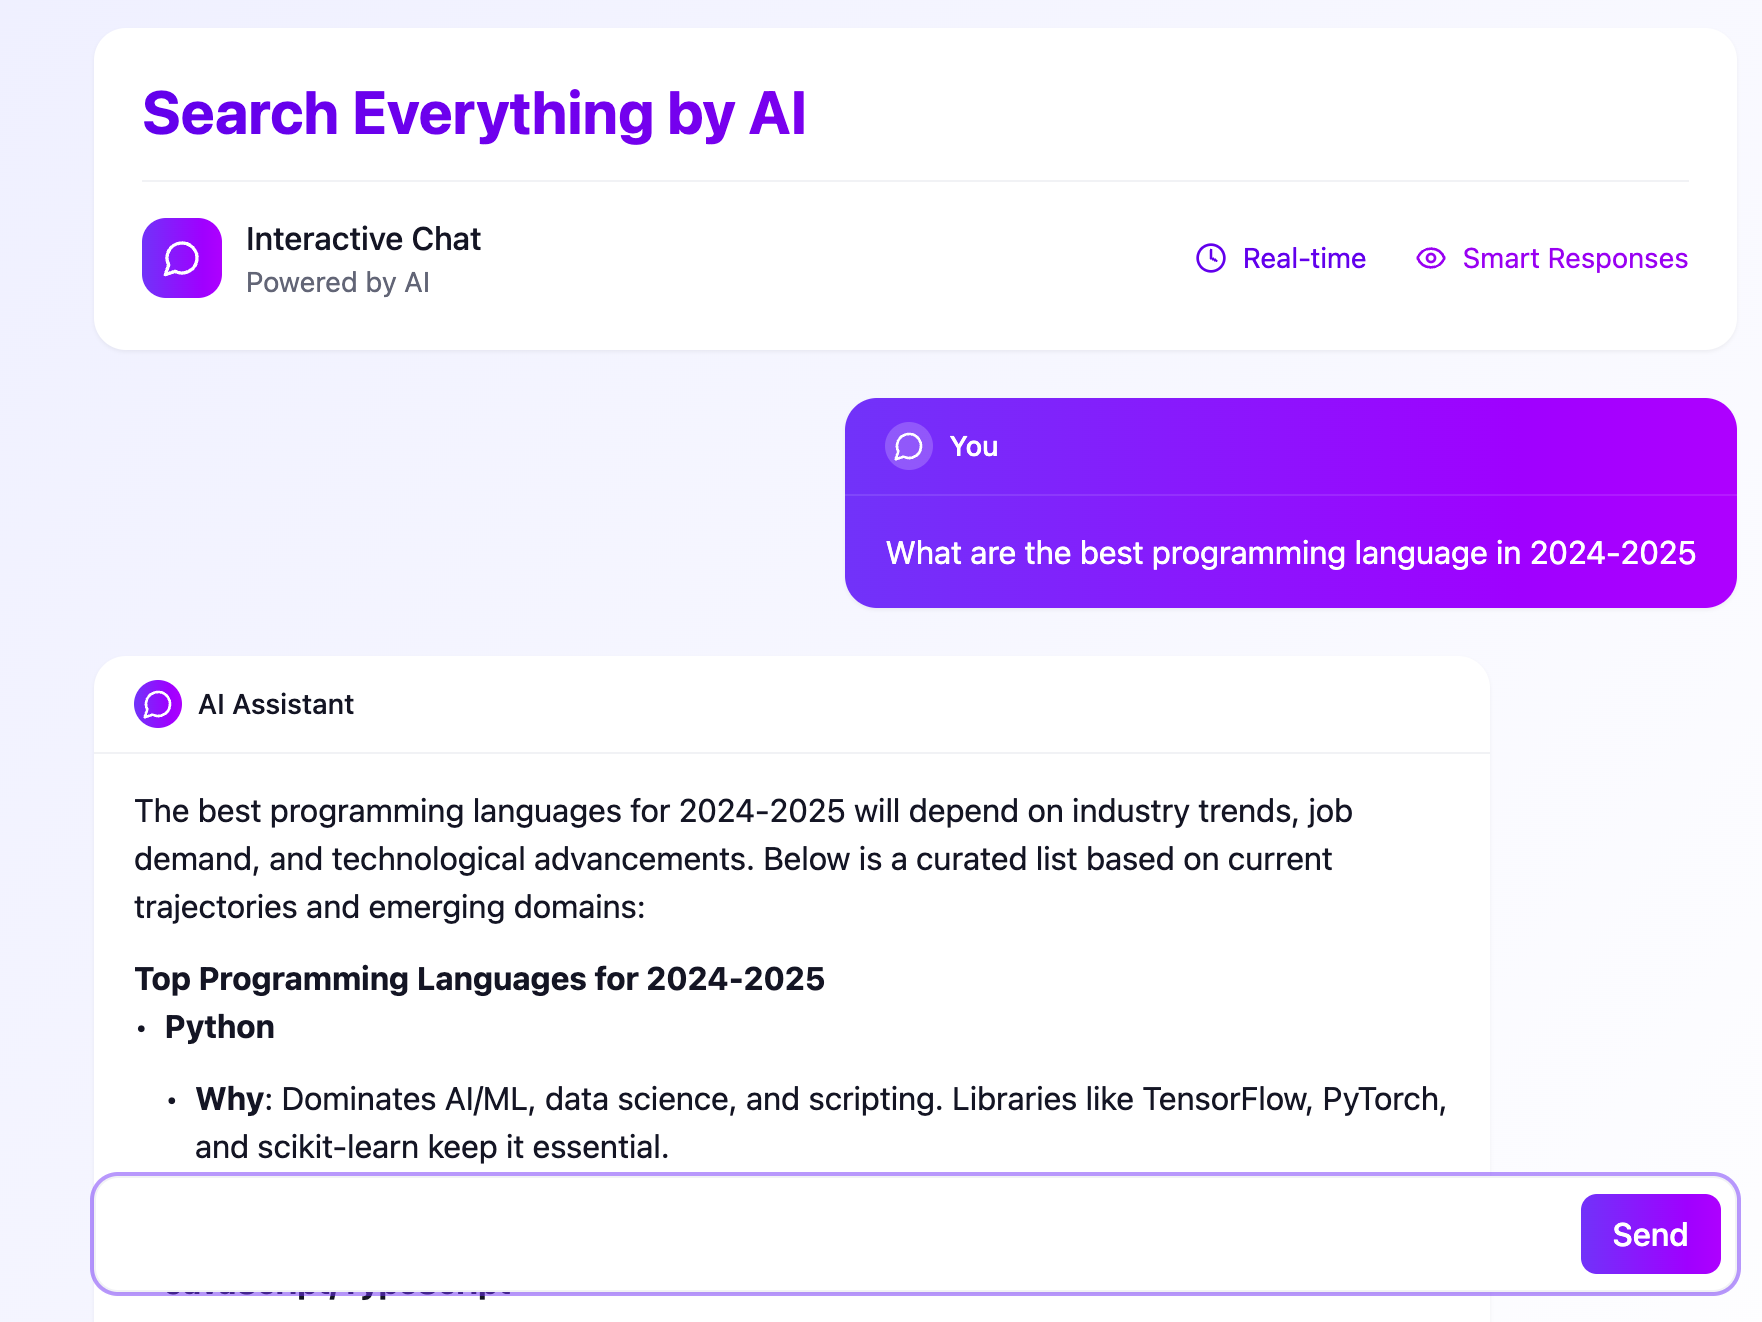 Search Everything by AI
Interactive Chat
Powered by AI
Real-time
Smart Responses
You
What are the best programming language in 2024-2025
AI Assistant
The best programming languages for 2024-2025 will depend on industry trends, job
demand, and technological advancements. Below is a curated list based on current
trajectories and emerging domains:
Top Programming Languages for 2024-2025
• Python
• Why: Dominates AI/ML, data science, and scripting. Libraries like TensorFlow, PyTorch,
and scikit-learn keep it essential.
Send